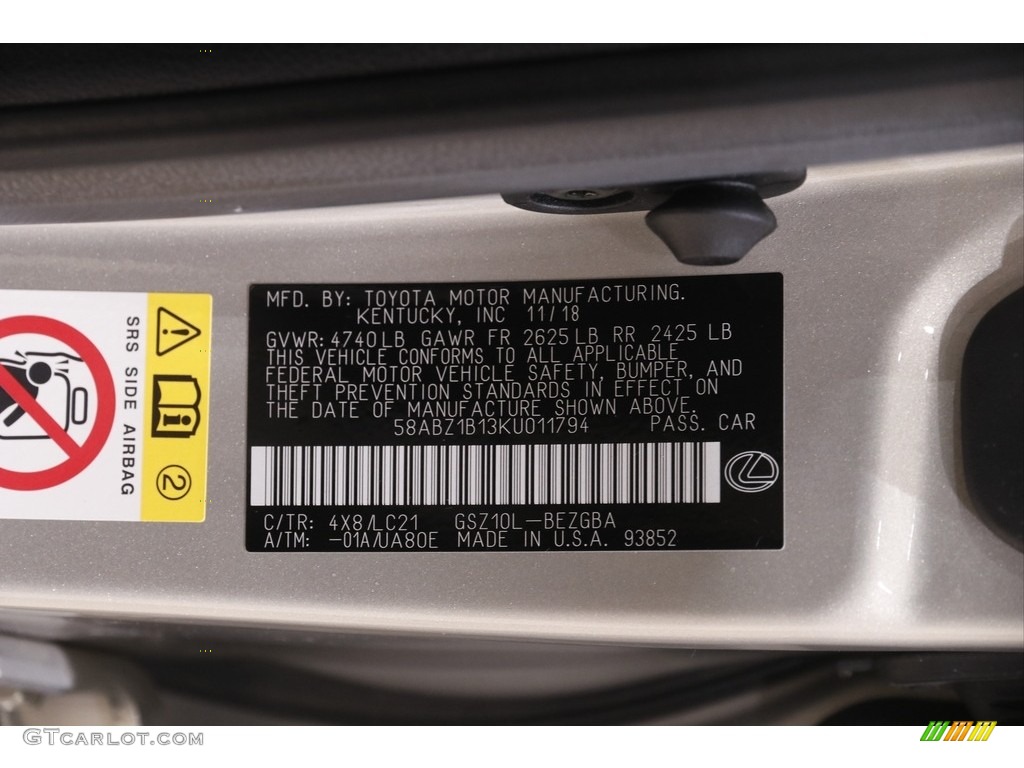 MFD. BY: TOYOTA MOTOR MANUFACTURING.
KENTUCKY, INC 11/18
GVWR: 4740LB GAWR FR 2625LB RR 2425 LB
THIS VEHICLE CONFORMS TO ALL APPLICABLE
FEDERAL MOTOR VEHICLE SAFETY, BUMPER, AND
THEFT PREVENTION STANDARDS IN EFFECT ON
THE DATE OF MANUFACTURE SHOWN ABOVE.
58ABZ1B13KU011794 PASS. CAR
C/TR: 4X8/LC21 GSZ10L-BEZGBA
A/TM: -01A/UA80E MADE IN U.S.A. 93852
SRS SIDE AIRBAG
2
GTCarlot.com